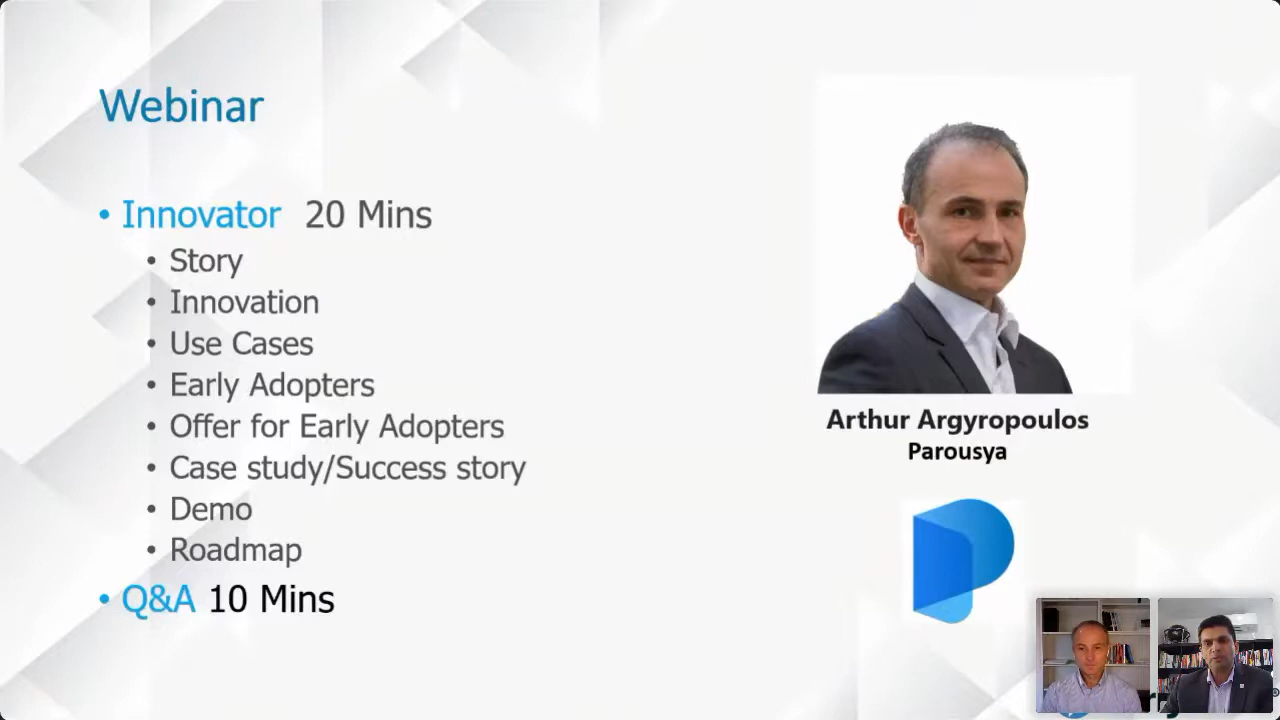 Webinar
• Innovator 20 Mins
• Story
• Innovation
• Use Cases
• Early Adopters
• Offer for Early Adopters
• Case study/Success story
• Demo
• Roadmap
• Q&A 10 Mins
Arthur Argyropoulos
Parousya